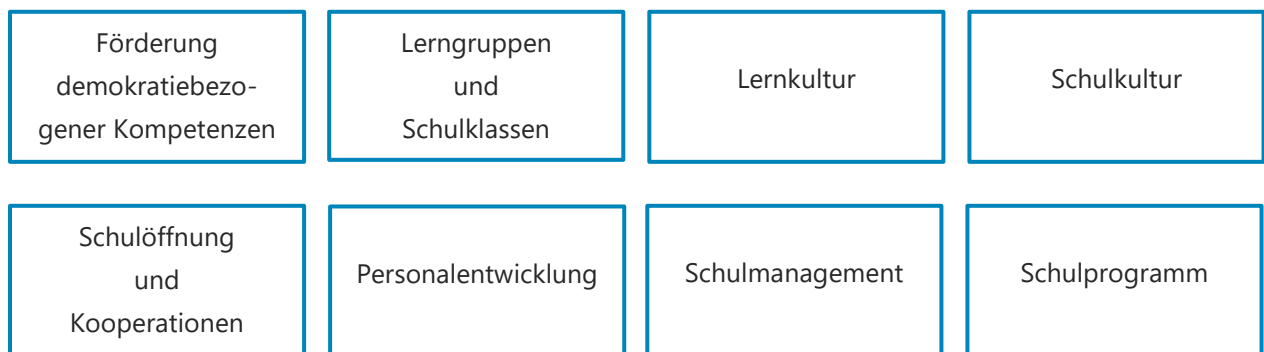 Förderung
demokratiebezo-
gener Kompetenzen
Lerngruppen
und
Schulklassen
Lernkultur
Schulkultur
Schulöffnung
und
Kooperationen
Personalentwicklung
Schulmanagement
Schulprogramm